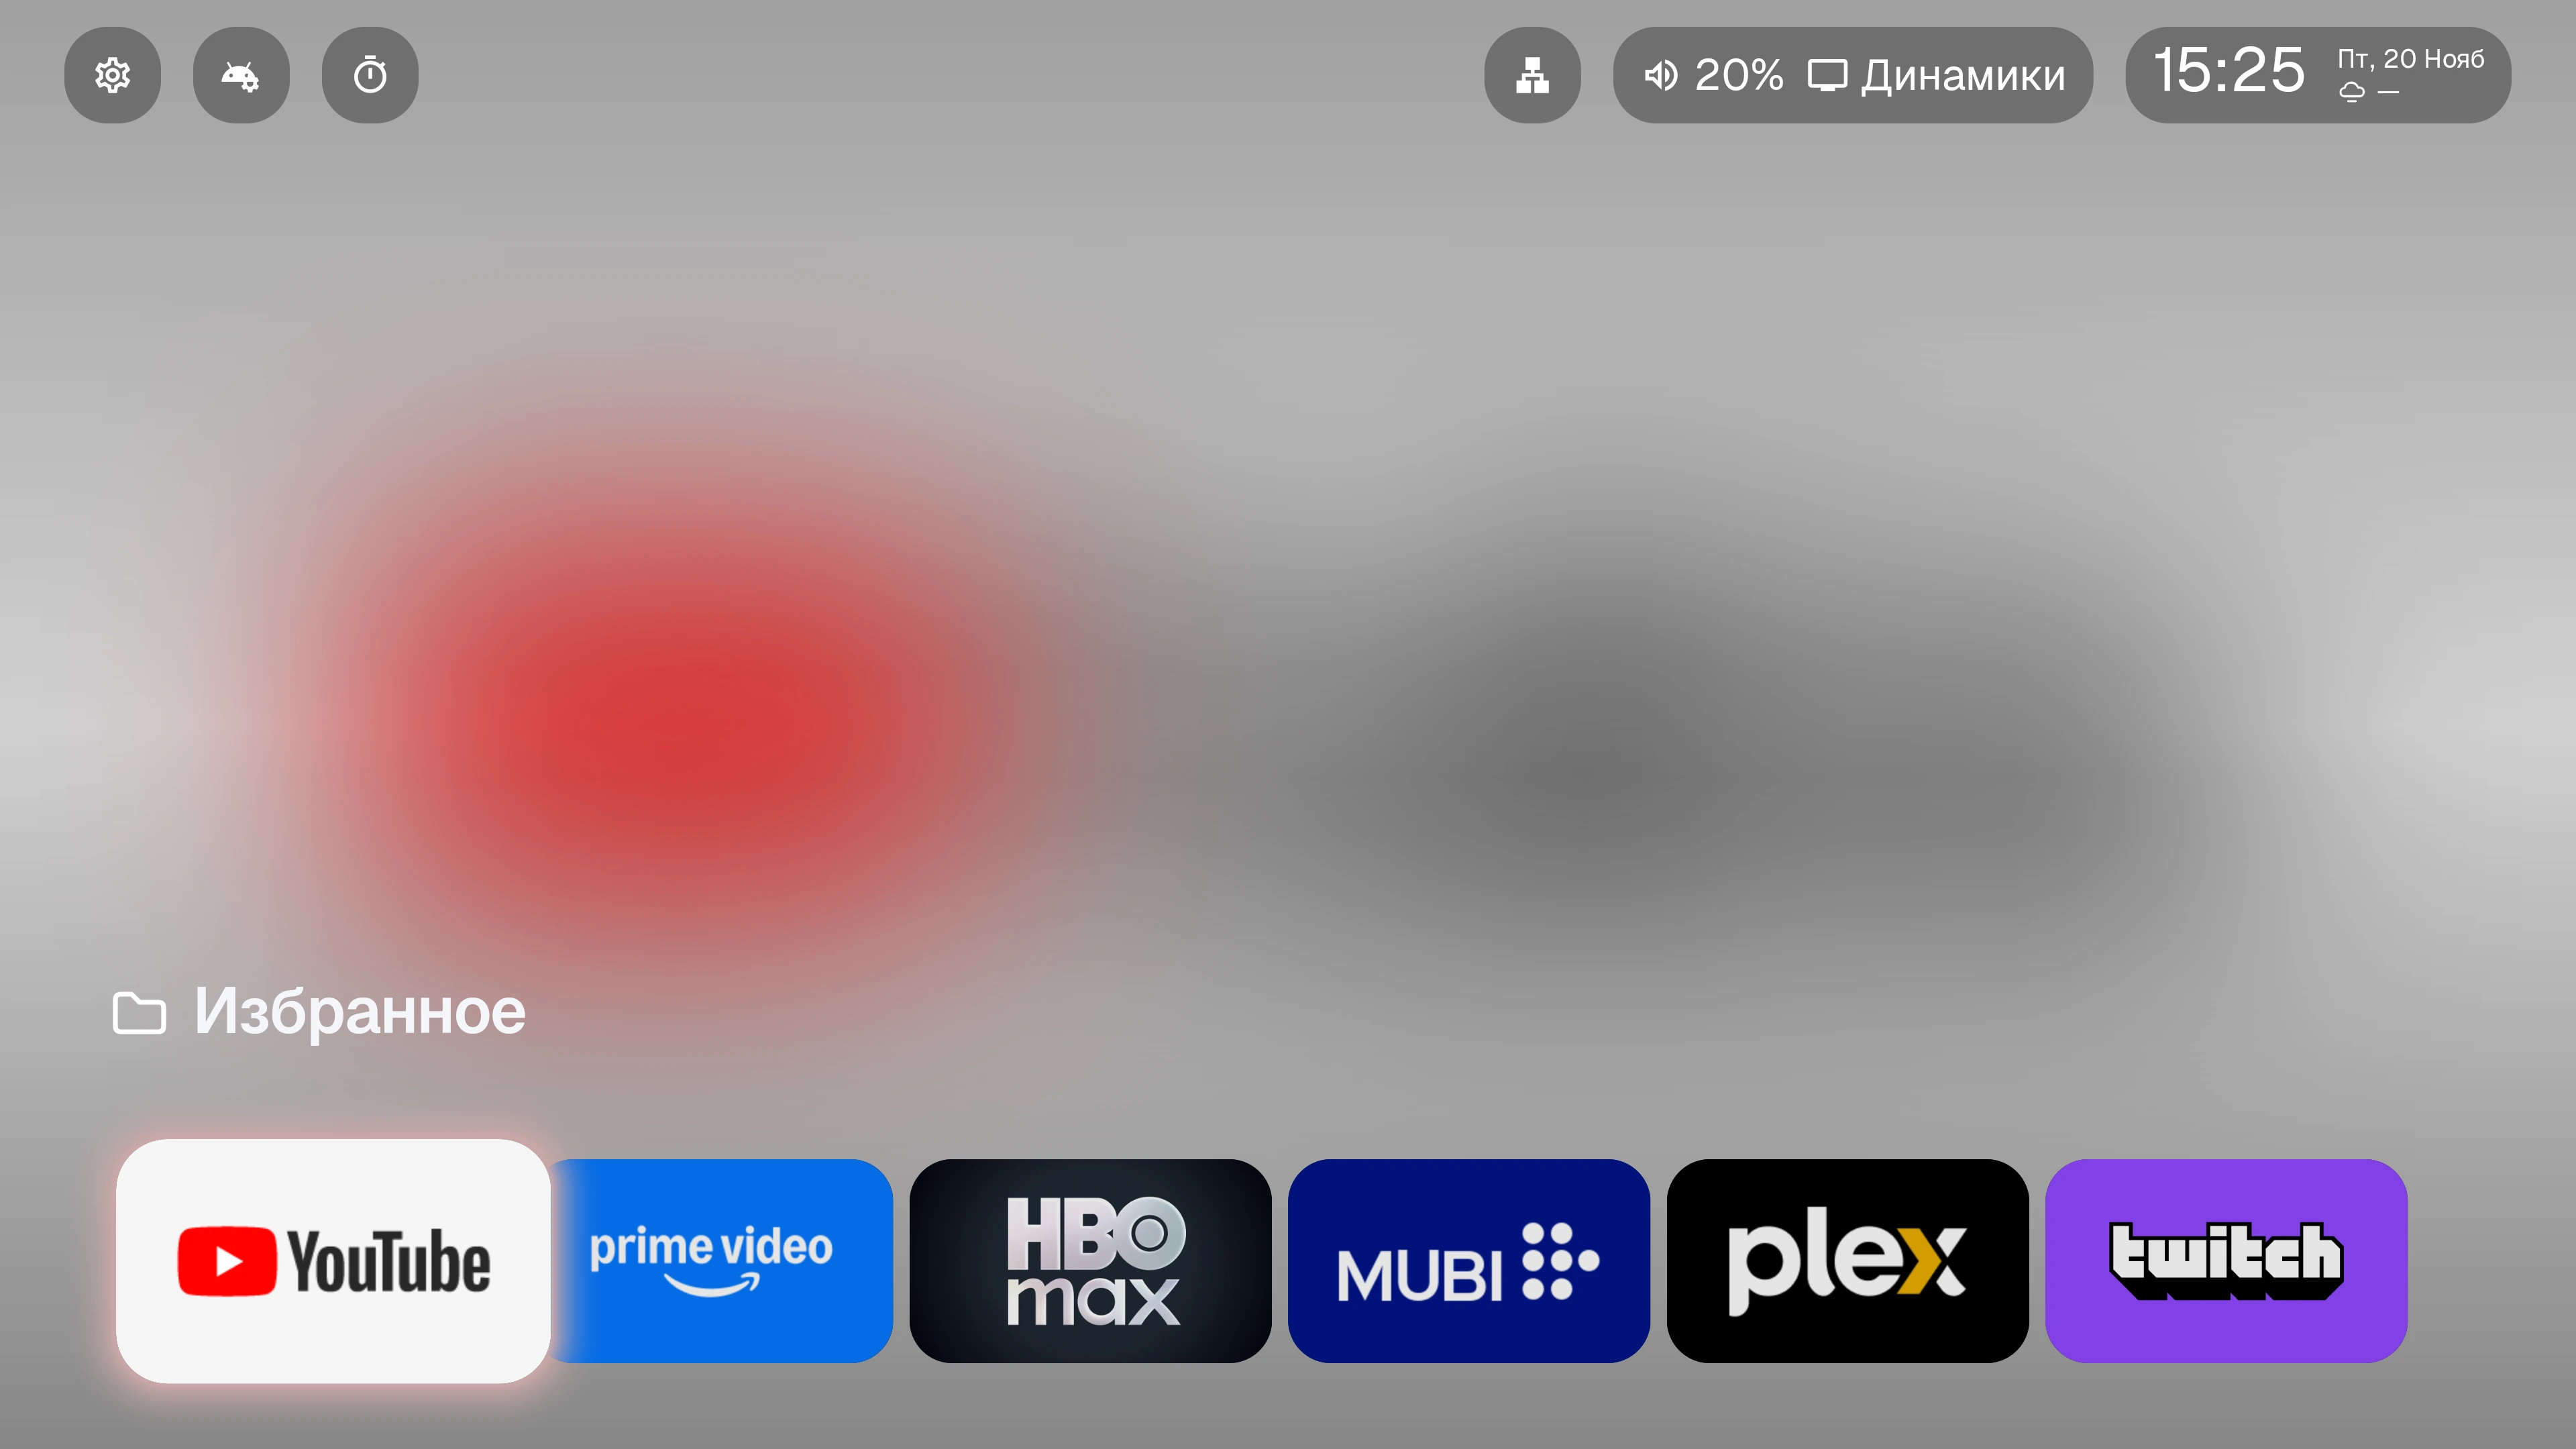 20% Динамики
15:25
Пт, 20 Нояб
—
Избранное
YouTube
prime video
HBO
max
MUBI
plex
twitch